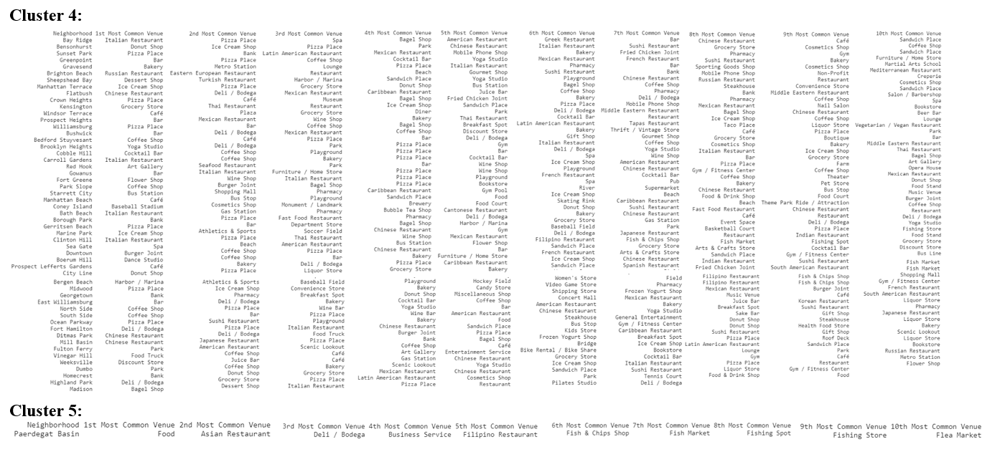 Cluster 4:
Neighborhood
Bay Ridge
Bensonhurst
Sunset Park
Greenpoint
Gravesend
Brighton Beach
Sheepshead Bay
Manhattan Terrace
Flatbush
Crown Heights
Kensington
Windsor Terrace
Prospect Heights
Williamsburg
Bushwick
Bedford Stuyvesant
Brooklyn Heights
Cobble Hill
Carroll Gardens
Red Hook
Gowanus
Fort Greene
Park Slope
Starrett City
Manhattan Beach
Coney Island
Bath Beach
Borough Park
Gerritsen Beach
Marine Park
Clinton Hill
Sea Gate
Downtown
Boerum Hill
Prospect Lefferts Gardens
City Line
Bergen Beach
Midwood
Georgetown
East Williamsburg
North Side
South Side
Ocean Parkway
Fort Hamilton
Ditmas Park
Mill Basin
Fulton Ferry
Vinegar Hill
Weeksville
Dumbo
Homecrest
Highland Park
Madison
1st Most Common Venue
Italian Restaurant
Donut Shop
Pizza Place
Bar
Bakery
Russian Restaurant
Dessert Shop
Ice Cream Shop
Chinese Restaurant
Pizza Place
Grocery Store
Café
Bar
Pizza Place
Bar
Coffee Shop
Yoga Studio
Cocktail Bar
Italian Restaurant
Art Gallery
Bar
Flower Shop
Coffee Shop
Bus Station
Café
Baseball Stadium
Italian Restaurant
Bank
Pizza Place
Ice Cream Shop
Italian Restaurant
Spa
Burger Joint
Dance Studio
Café
Donut Shop
Harbor / Marina
Pizza Place
Bank
Bar
Coffee Shop
Coffee Shop
Pizza Place
Deli / Bodega
Chinese Restaurant
Chinese Restaurant
Park
Food Truck
Discount Store
Park
Bank
Deli / Bodega
Bagel Shop
2nd Most Common Venue
Pizza Place
Ice Cream Shop
Bank
Pizza Place
Metro Station
Eastern European Restaurant
Turkish Restaurant
Pizza Place
Deli / Bodega
Café
Thai Restaurant
Plaza
Mexican Restaurant
Bar
Deli / Bodega
Café
Bar
Deli / Bodega
Coffee Shop
Coffee Shop
Seafood Restaurant
Italian Restaurant
Wine Shop
Burger Joint
Shopping Mall
Bus Stop
Cosmetics Shop
Gas Station
Pizza Place
Bar
Athletics & Sports
Pizza Place
Beach
Coffee Shop
Coffee Shop
Bakery
Pizza Place
Athletics & Sports
Ice Cream Shop
Pharmacy
Deli / Bodega
Pizza Place
Bar
Sushi Restaurant
Pizza Place
Deli / Bodega
Japanese Restaurant
American Restaurant
Coffee Shop
Juice Bar
Coffee Shop
Donut Shop
Grocery Store
Dessert Shop
3rd Most Common Venue
Spa
Pizza Place
Latin American Restaurant
Coffee Shop
Lounge
Restaurant
Harbor / Marina
Grocery Store
Mexican Restaurant
Museum
Restaurant
Grocery Store
Wine Shop
Coffee Shop
Mexican Restaurant
Pizza Place
Park
Pizza Place
Playground
Bakery
Park
Furniture / Home Store
Italian Restaurant
Bagel Shop
Pharmacy
Playground
Monument / Landmark
Pharmacy
Fast Food Restaurant
Department Store
Soccer Field
Thai Restaurant
American Restaurant
Pizza Place
Bar
Deli / Bodega
Liquor Store
Baseball Field
Convenience Store
Breakfast Spot
Bakery
Wine Bar
Pizza Place
Playground
Italian Restaurant
Food Truck
Pizza Place
Scenic Lookout
Café
Café
Bakery
Grocery Store
Pizza Place
Italian Restaurant
4th Most Common Venue
Bagel Shop
Park
Mexican Restaurant
Cocktail Bar
Pizza Place
Beach
Sandwich Place
Donut Shop
Caribbean Restaurant
Bagel Shop
Ice Cream Shop
Diner
Bakery
Bagel Shop
Coffee Shop
Bar
Pizza Place
Pizza Place
Pizza Place
Bar
Pizza Place
Pizza Place
Pizza Place
Caribbean Restaurant
Sandwich Place
Brewery
Bubble Tea Shop
Pharmacy
Bagel Shop
Chinese Restaurant
Wine Shop
Bus Station
Chinese Restaurant
Bakery
Pizza Place
Grocery Store
Playground
Bakery
Donut Shop
Cocktail Bar
Yoga Studio
Wine Bar
Bakery
Chinese Restaurant
Burger Joint
Bank
Coffee Shop
Art Gallery
Gas Station
Scenic Lookout
Mexican Restaurant
Latin American Restaurant
Pizza Place
5th Most Common Venue
American Restaurant
Chinese Restaurant
Mobile Phone Shop
Yoga Studio
Italian Restaurant
Gourmet Shop
Yoga Studio
Bus Station
Juice Bar
Fried Chicken Joint
Sandwich Place
Park
Thai Restaurant
Breakfast Spot
Discount Store
Deli / Bodega
Gym
Bar
Cocktail Bar
Wine Shop
Wine Shop
Playground
Bookstore
Gym Pool
Food
Food Court
Cantonese Restaurant
Deli / Bodega
Harbor / Marina
Gym
Mexican Restaurant
Flower Shop
Bar
Furniture / Home Store
Caribbean Restaurant
Bakery
Hockey Field
Candy Store
Miscellaneous Shop
Coffee Shop
Bar
American Restaurant
Food
Sandwich Place
Pizza Place
Bagel Shop
Café
Entertainment Service
Chinese Restaurant
Yoga Studio
Chinese Restaurant
Cosmetics Shop
Restaurant
6th Most Common Venue
Greek Restaurant
Italian Restaurant
Bakery
Mexican Restaurant
Pharmacy
Sushi Restaurant
Playground
Bagel Shop
Coffee Shop
Pizza Place
Deli / Bodega
Cocktail Bar
Latin American Restaurant
Bakery
Gift Shop
Italian Restaurant
Deli / Bodega
Spa
Ice Cream Shop
Playground
French Restaurant
Spa
River
Ice Cream Shop
Skating Rink
Donut Shop
Bakery
Grocery Store
Baseball Field
Deli / Bodega
Filipino Restaurant
Sandwich Place
French Restaurant
Ice Cream Shop
Sandwich Place
Women's Store
Video Game Store
Shipping Store
Concert Hall
American Restaurant
Chinese Restaurant
Steakhouse
Bus Stop
Kids Store
Frozen Yogurt Shop
Bridge
Bike Rental / Bike Share
Grocery Store
Ice Cream Shop
Sandwich Place
Park
Pilates Studio
7th Most Common Venue
Bar
Sushi Restaurant
Fried Chicken Joint
French Restaurant
Bar
Bank
Chinese Restaurant
Coffee Shop
Pharmacy
Deli / Bodega
Mobile Phone Shop
Middle Eastern Restaurant
Restaurant
Tapas Restaurant
Thrift / Vintage Store
Gourmet Shop
Coffee Shop
Yoga Studio
Wine Shop
American Restaurant
Chinese Restaurant
Cocktail Bar
Pub
Supermarket
Beach
Caribbean Restaurant
Sushi Restaurant
Chinese Restaurant
Gas Station
Park
Japanese Restaurant
Fish & Chips Shop
Grocery Store
Arts & Crafts Store
Chinese Restaurant
Spanish Restaurant
Field
Pharmacy
Frozen Yogurt Shop
Mexican Restaurant
Bakery
Yoga Studio
General Entertainment
Gym / Fitness Center
Caribbean Restaurant
Breakfast Spot
Ice Cream Shop
Bookstore
Cocktail Bar
Italian Restaurant
Sushi Restaurant
Tennis Court
Deli / Bodega
8th Most Common Venue
Chinese Restaurant
Grocery Store
Pharmacy
Sushi Restaurant
Sporting Goods Shop
Mobile Phone Shop
Russian Restaurant
Steakhouse
Bank
Pharmacy
Mexican Restaurant
Bagel Shop
Ice Cream Shop
Taco Place
Café
Grocery Store
Cosmetics Shop
Italian Restaurant
Bar
Pizza Place
Gym / Fitness Center
Coffee Shop
Bakery
Chinese Restaurant
Food & Drink Shop
Beach
Fast Food Restaurant
Café
Event Space
Basketball Court
Restaurant
Fish Market
Arts & Crafts Store
Sandwich Place
Indian Restaurant
Fried Chicken Joint
Filipino Restaurant
Filipino Restaurant
Mexican Restaurant
Music Venue
Juice Bar
Breakfast Spot
Sake Bar
Donut Shop
Donut Shop
Sushi Restaurant
Pizza Place
Latin American Restaurant
Lounge
Gym
Pizza Place
Liquor Store
Food & Drink Shop
9th Most Common Venue
Café
Cosmetics Shop
Gym
Bakery
Cosmetics Shop
Non-Profit
Restaurant
Convenience Store
Middle Eastern Restaurant
Coffee Shop
Nail Salon
Chinese Restaurant
Coffee Shop
Liquor Store
Pizza Place
Boutique
Bakery
Ice Cream Shop
Grocery Store
Farm
Coffee Shop
Theater
Pet Store
Bus Stop
Food Court
Theme Park Ride / Attraction
Chinese Restaurant
Restaurant
Deli / Bodega
Pizza Place
Indian Restaurant
Fishing Spot
Cocktail Bar
Gym / Fitness Center
Sushi Restaurant
South American Restaurant
Fish & Chips Shop
Fish & Chips Shop
Burger Joint
Café
Korean Restaurant
Sushi Restaurant
Gift Shop
Steakhouse
Health Food Store
Gift Shop
Roof Deck
Sandwich Place
Park
Café
Restaurant
Gym / Fitness Center
Food
10th Most Common Venue
Sandwich Place
Coffee Shop
Sandwich Place
Furniture / Home Store
Martial Arts School
Mediterranean Restaurant
Creperie
Cosmetics Shop
Sandwich Place
Salon / Barbershop
Spa
Bookstore
Beer Bar
Lounge
Vegetarian / Vegan Restaurant
Park
Bar
Middle Eastern Restaurant
Thai Restaurant
Bagel Shop
Art Gallery
Opera House
Mexican Restaurant
Donut Shop
Food Stand
Music Venue
Burger Joint
Coffee Shop
Restaurant
Deli / Bodega
Yoga Studio
Fishing Store
Food Stand
Grocery Store
Discount Store
Bus Line
Fish Market
Fish Market
Shopping Mall
Gym / Fitness Center
French Restaurant
South American Restaurant
Liquor Store
Pharmacy
Japanese Restaurant
Liquor Store
Bakery
Scenic Lookout
Liquor Store
Bookstore
Russian Restaurant
Metro Station
Flower Shop
Cluster 5:
Neighborhood 1st Most Common Venue 2nd Most Common Venue 3rd Most Common Venue 4th Most Common Venue 5th Most Common Venue 6th Most Common Venue 7th Most Common Venue 8th Most Common Venue 9th Most Common Venue 10th Most Common Venue
Paerdegat Basin Food Asian Restaurant Deli / Bodega Business Service Filipino Restaurant Fish & Chips Shop Fish Market Fishing Spot Fishing Store Flea Market